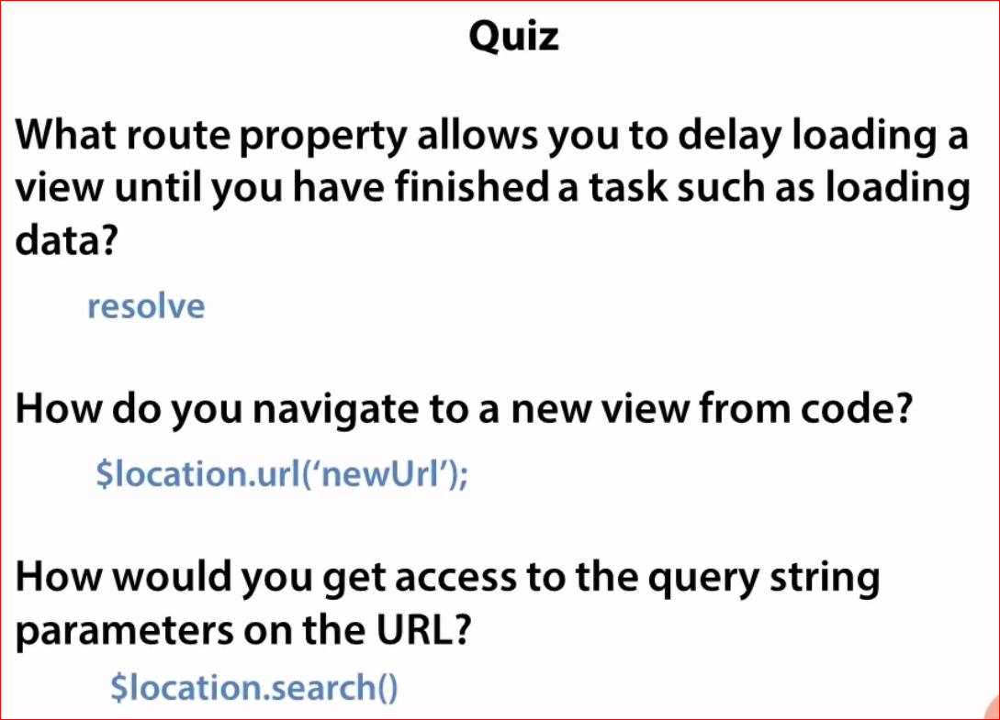 Quiz
What route property allows you to delay loading a
view until you have finished a task such as loading
data?
resolve
How do you navigate to a new view from code?
$location.url(‘newUrl’);
How would you get access to the query string
parameters on the URL?
$location.search()